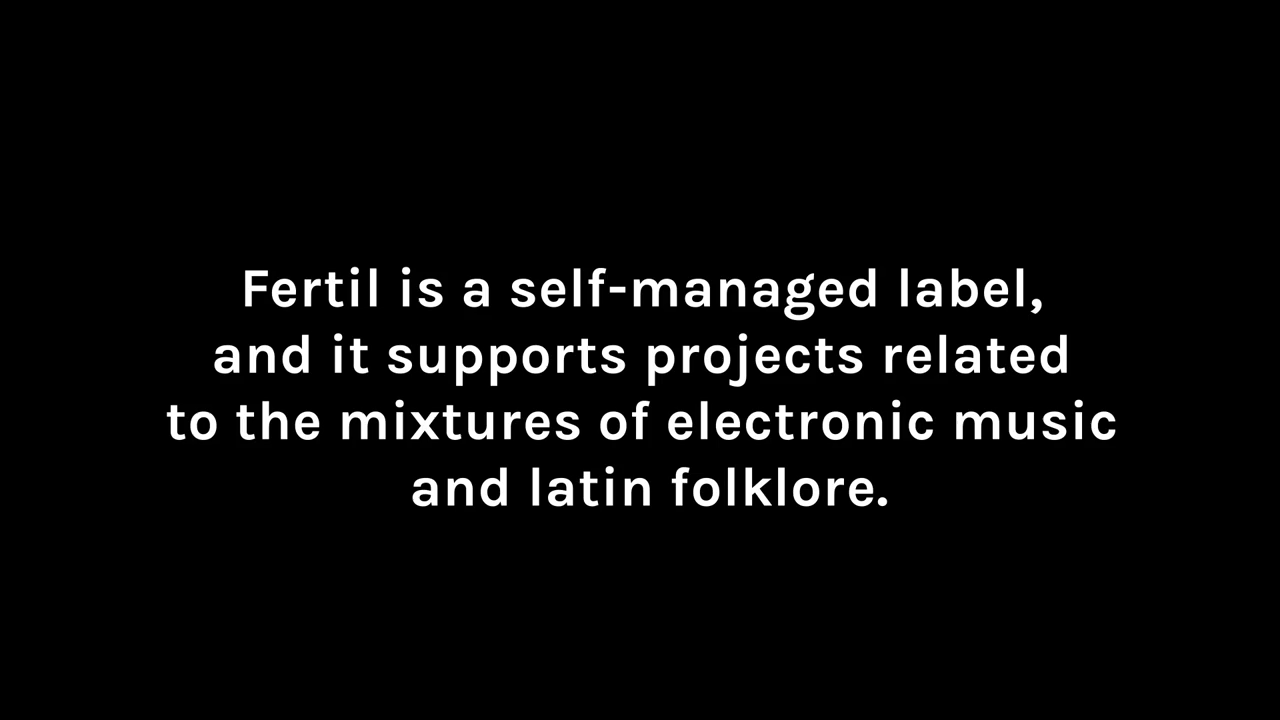 Fertil is a self-managed label,
and it supports projects related
to the mixtures of electronic music
and latin folklore.